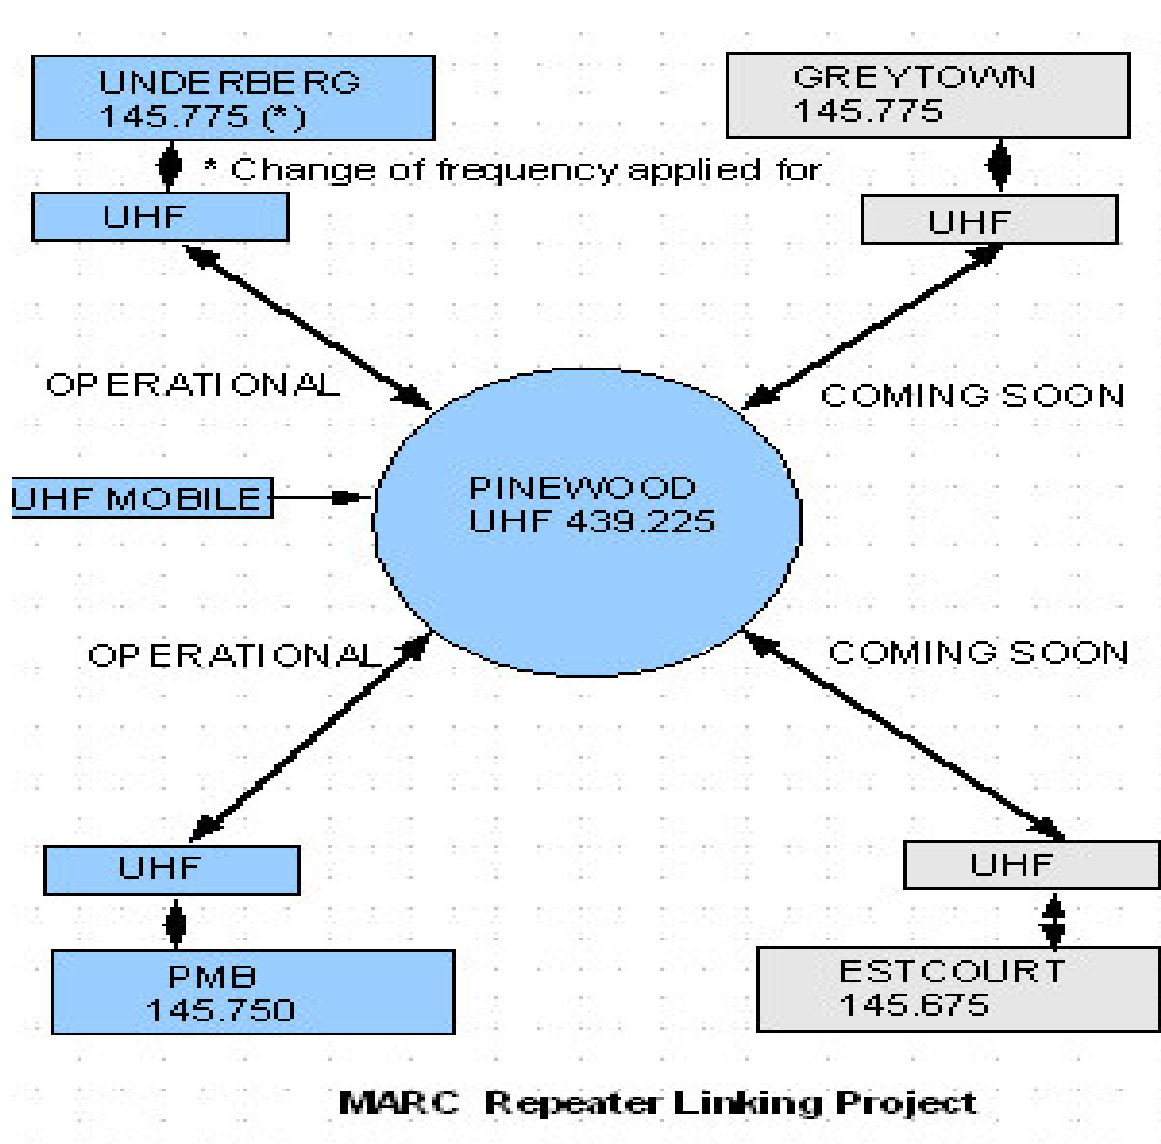 UNDERBERG
145.775 (*)
GREYTOWN
145.775
* Change of frequency applied for
UHF
UHF
OPERATIONAL
COMING SOON
UHF MOBILE
PINEWOOD
UHF 439.225
OPERATIONAL
COMING SOON
UHF
UHF
PMB
145.750
ESTCOURT
145.675
MARC Repeater Linking Project